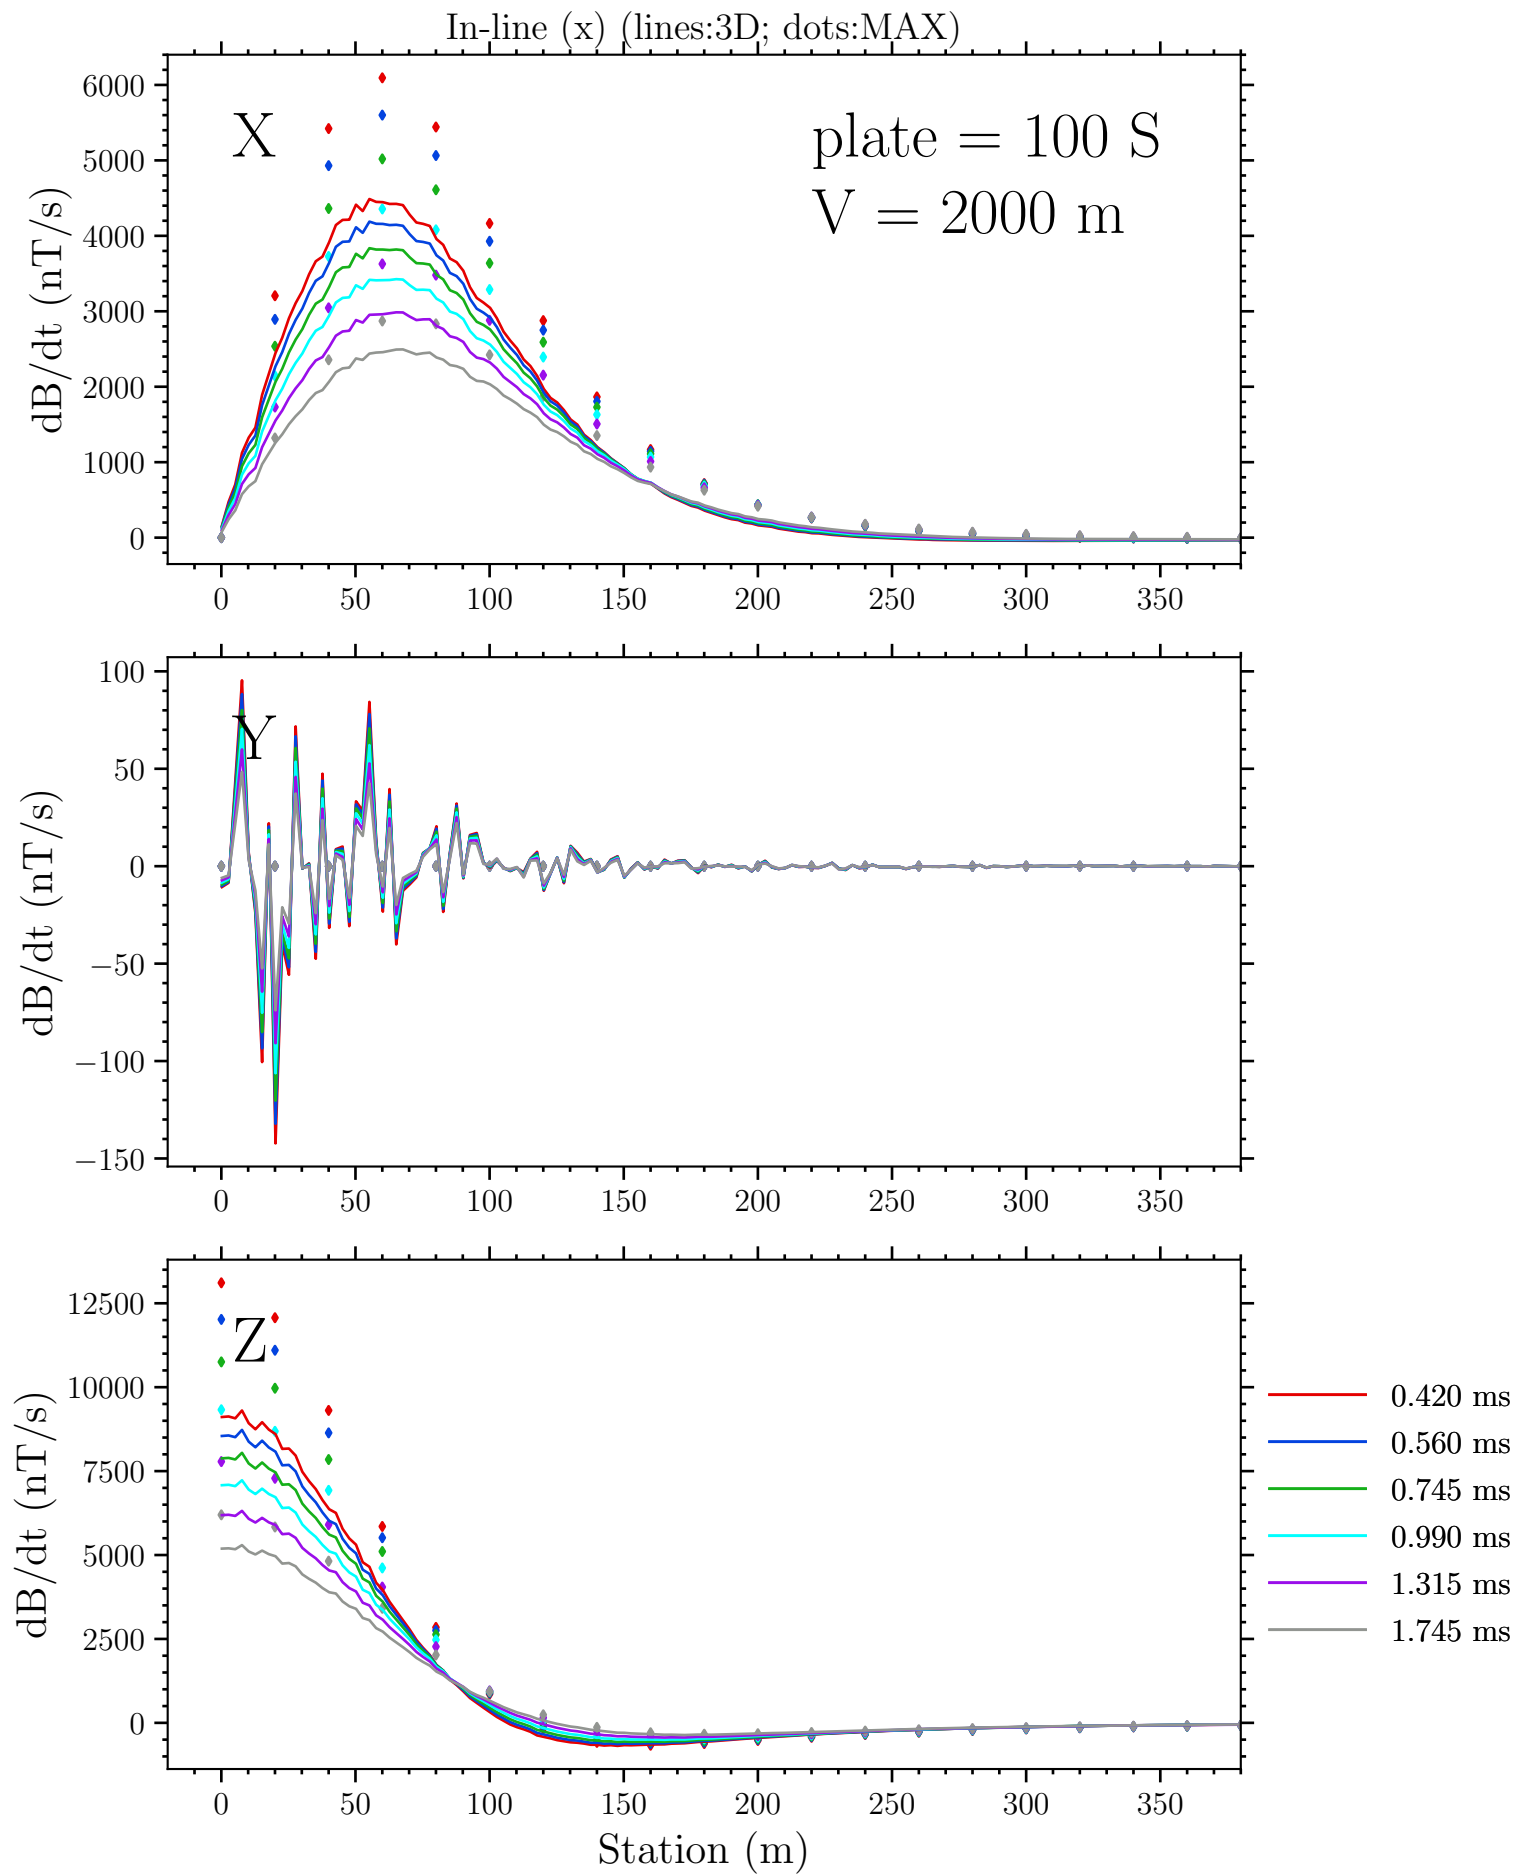 In-line (x) (lines:3D; dots:MAX)
X
plate = 100 S
V = 2000 m
dB/dt (nT/s)
6000
5000
4000
3000
2000
1000
0
0 50 100 150 200 250 300 350
Y
dB/dt (nT/s)
100
50
0
−50
−100
−150
0 50 100 150 200 250 300 350
Z
dB/dt (nT/s)
12500
10000
7500
5000
2500
0
0 50 100 150 200 250 300 350
Station (m)
0.420 ms
0.560 ms
0.745 ms
0.990 ms
1.315 ms
1.745 ms